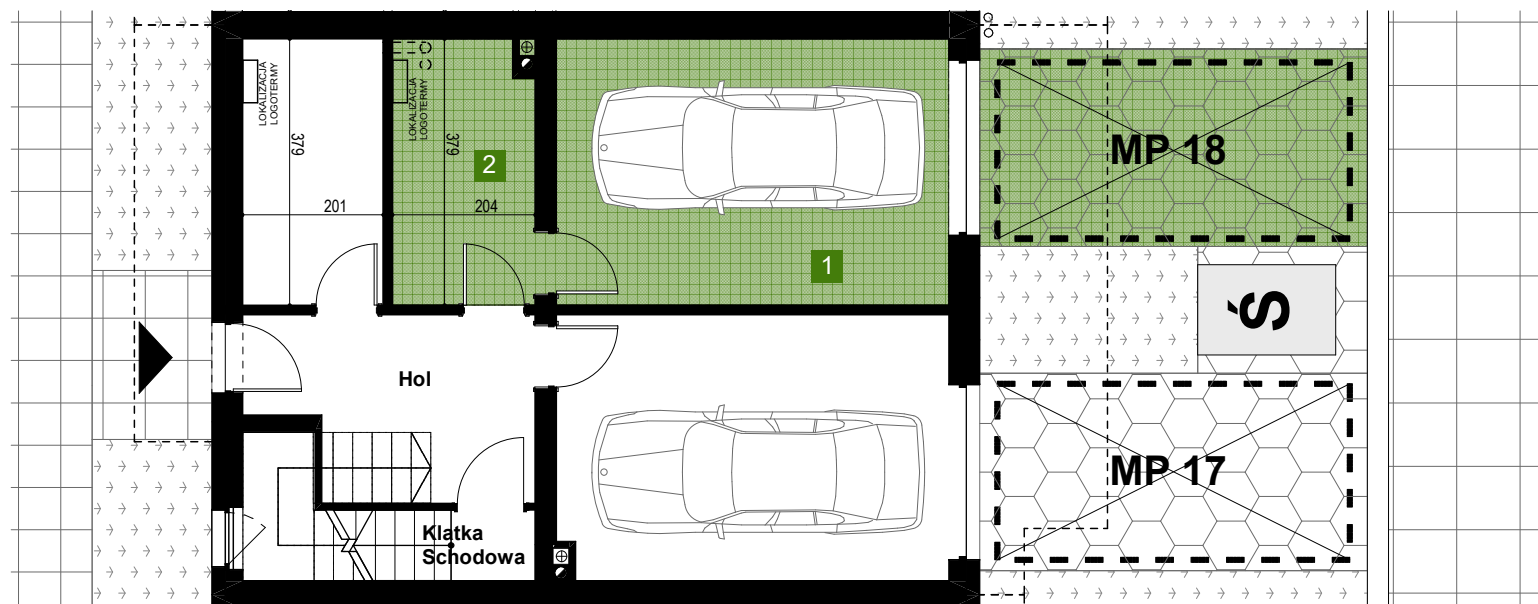 LOKALIZACJA
LOGOTERMY
379
201
LOKALIZACJA
LOGOTERMY
379
2
204
1
MP 18
Ś
Hol
MP 17
Klatka
Schodowa